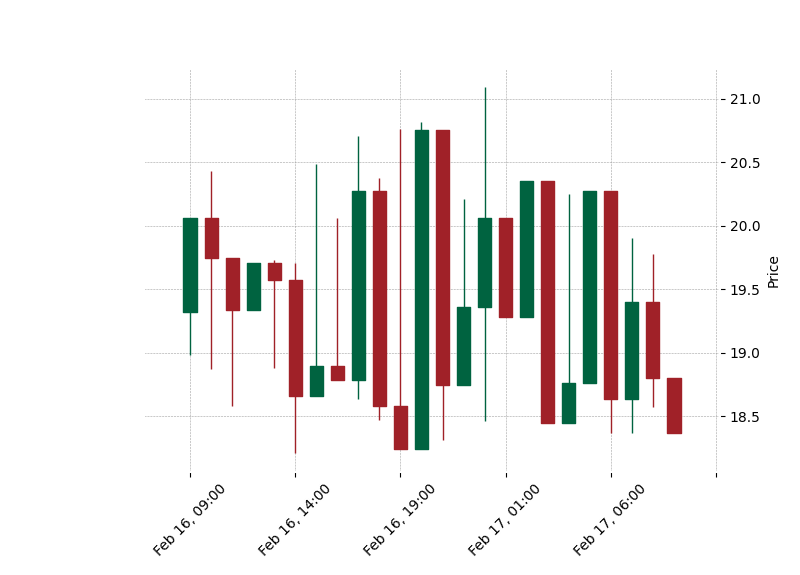 21.0
20.5
20.0
19.5
19.0
18.5
Price
Feb 16, 09:00
Feb 16, 14:00
Feb 16, 19:00
Feb 17, 01:00
Feb 17, 06:00